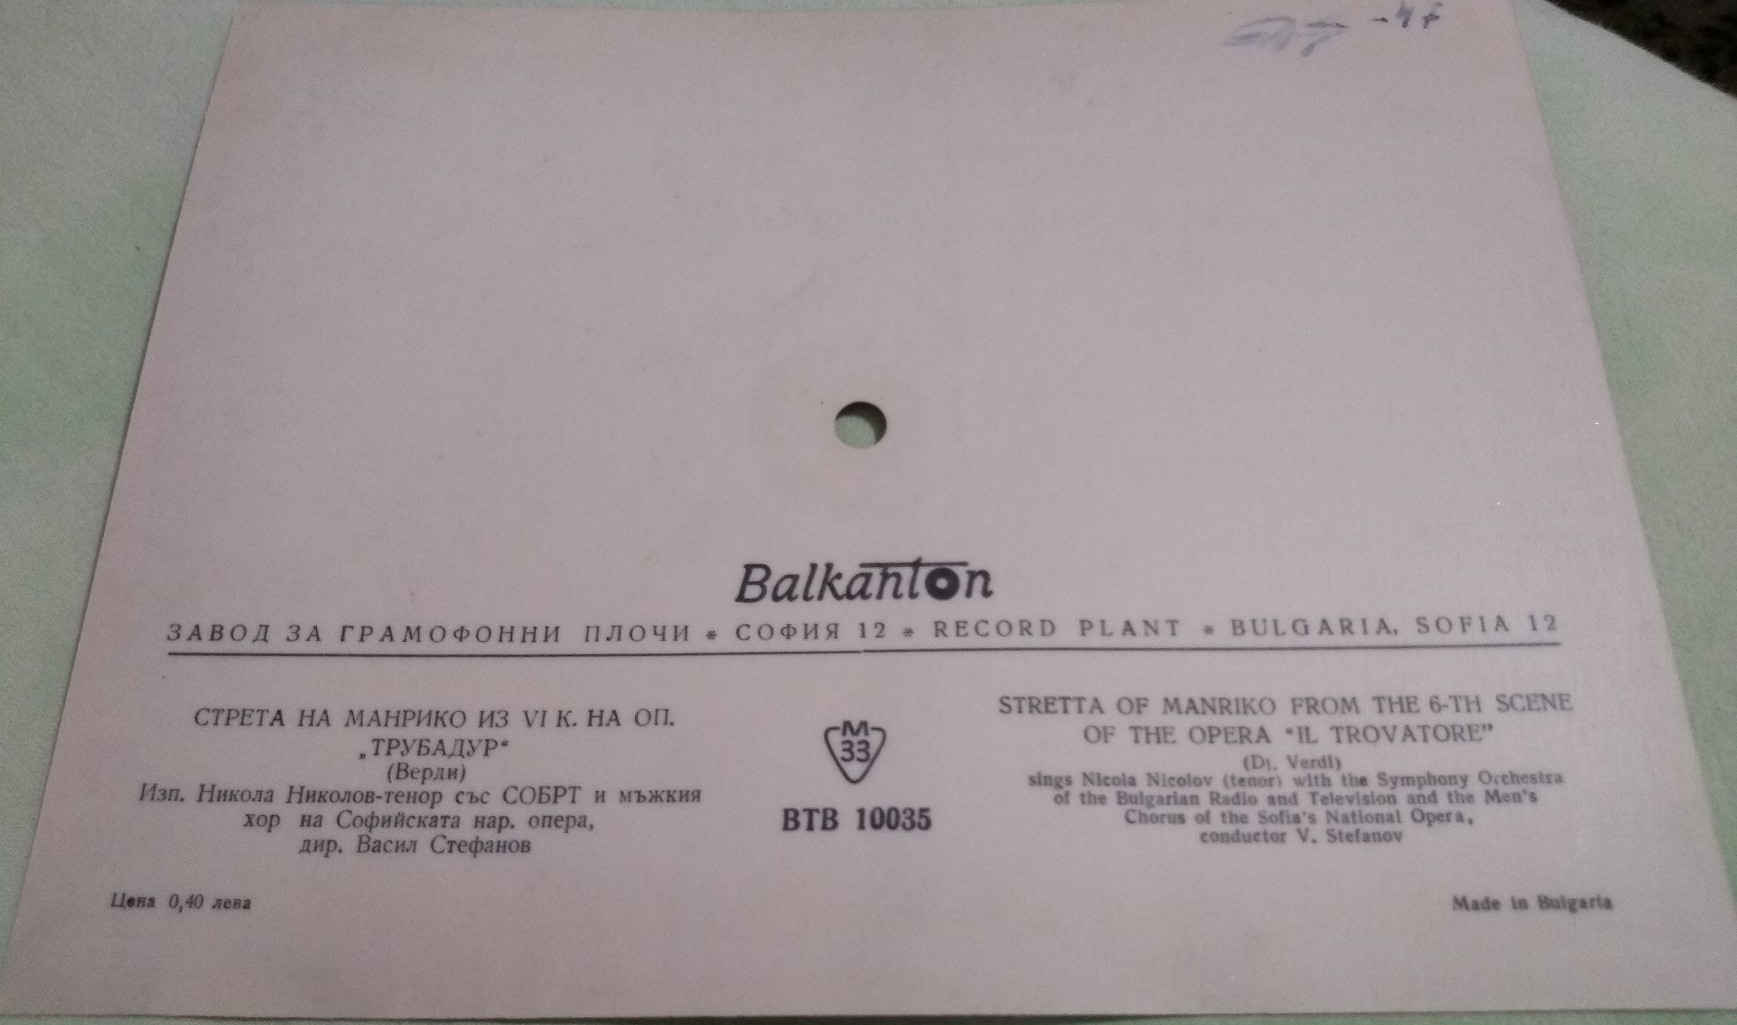 Balkanton
ЗАВОД ЗА ГРАМОФОННИ ПЛОЧИ * СОФИЯ 12 * RECORD PLANT * BULGARIA, SOFIA 12
СТРЕТА НА МАНРИКО ИЗ VI К. НА ОП.
„ТРУБАДУР“
(Верди)
Изп. Никола Николов-тенор със СОБРТ и мъжкия
хор на Софийската нар. опера,
дир. Васил Стефанов
Цена 0,40 лева
М
33
ВТВ 10035
STRETTA OF MANRIKO FROM THE 6-TH SCENE
OF THE OPERA "IL TROVATORE"
(Dj. Verdi)
sings Nicola Nicolov (tenor) with the Symphony Orchestra
of the Bulgarian Radio and Television and the Men's
Chorus of the Sofia's National Opera,
conductor V. Stefanov
Made in Bulgaria